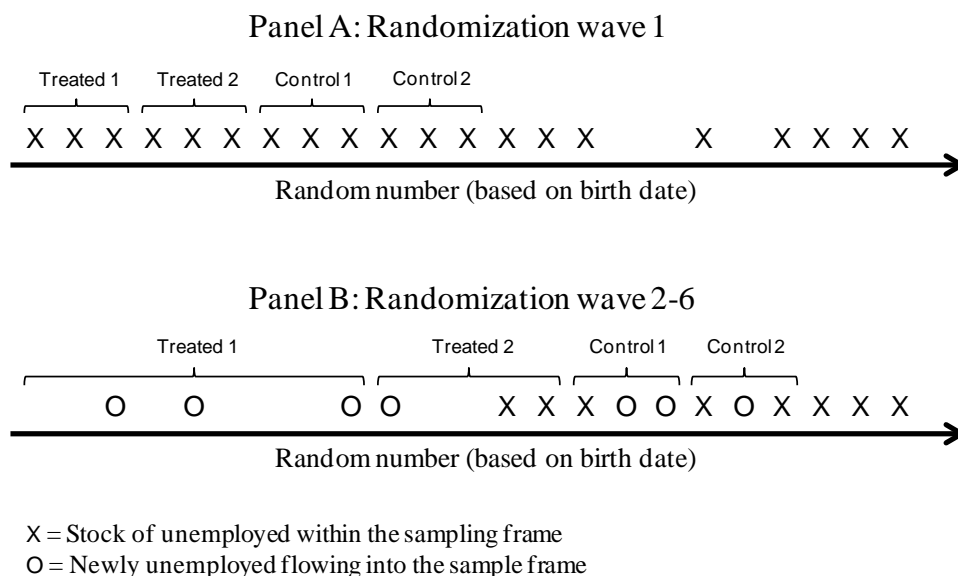 Panel A: Randomization wave 1
Treated 1 Treated 2 Control 1 Control 2
X X X X X X X X X X X X X X X X X X X X
Random number (based on birth date)
Panel B: Randomization wave 2-6
Treated 1 Treated 2 Control 1 Control 2
O O O O X X X O O X O X X X X
Random number (based on birth date)
X = Stock of unemployed within the sampling frame
O = Newly unemployed flowing into the sample frame